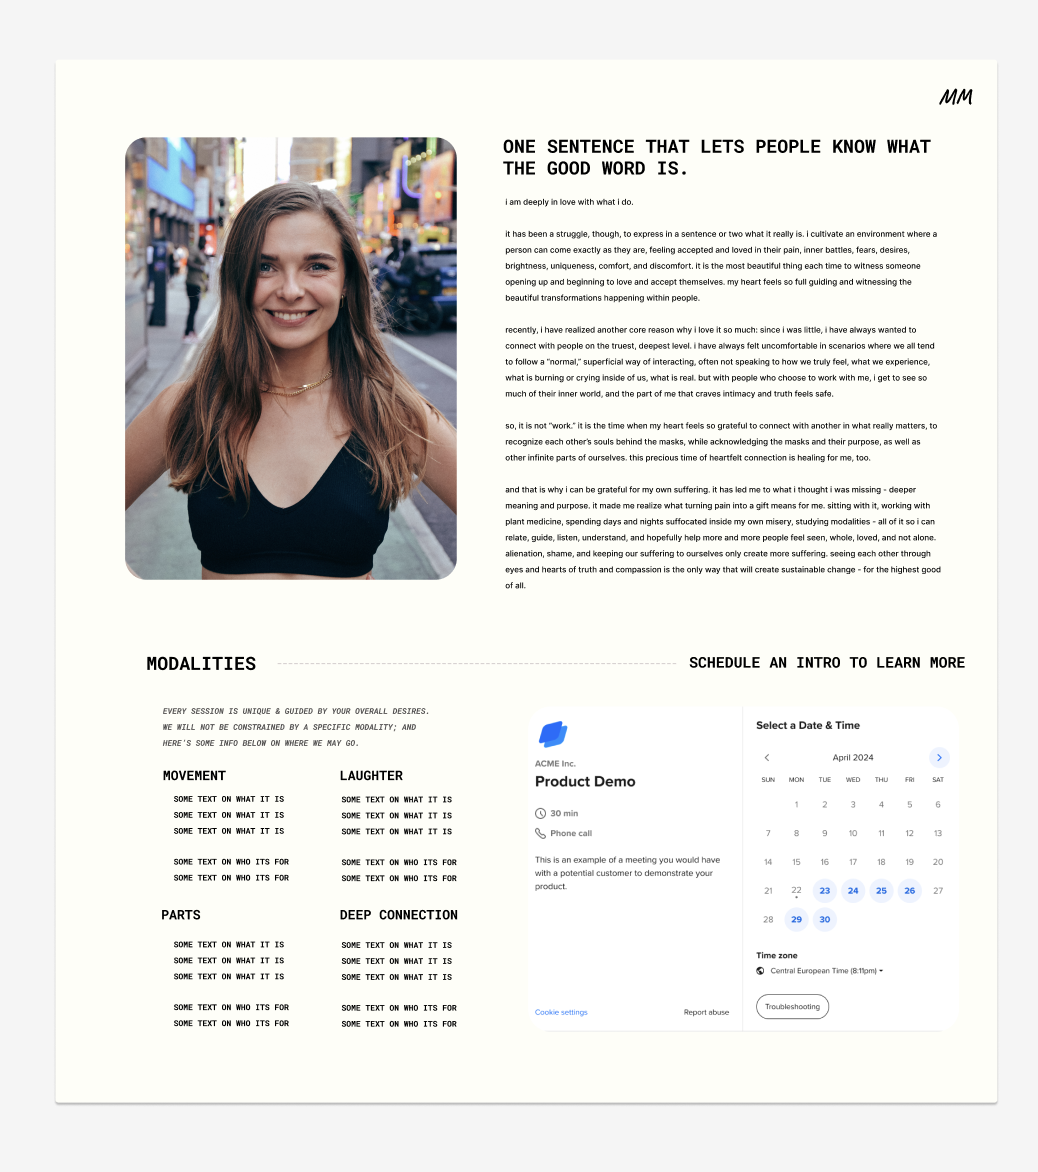 MM
ONE SENTENCE THAT LETS PEOPLE KNOW WHAT
THE GOOD WORD IS.
i am deeply in love with what i do.
it has been a struggle, though, to express in a sentence or two what it really is. i cultivate an environment where a
person can come exactly as they are, feeling accepted and loved in their pain, inner battles, fears, desires,
brightness, uniqueness, comfort, and discomfort. it is the most beautiful thing each time to witness someone
opening up and beginning to love and accept themselves. my heart feels so full guiding and witnessing the
beautiful transformations happening within people.
recently, i have realized another core reason why i love it so much: since i was little, i have always wanted to
connect with people on the truest, deepest level. i have always felt uncomfortable in scenarios where we all tend
to follow a "normal," superficial way of interacting, often not speaking to how we truly feel, what we experience,
what is burning or crying inside of us, what is real. but with people who choose to work with me, i get to see so
much of their inner world, and the part of me that craves intimacy and truth feels safe.
so, it is not "work." it is the time when my heart feels so grateful to connect with another in what really matters, to
recognize each other's souls behind the masks, while acknowledging the masks and their purpose, as well as
other infinite parts of ourselves. this precious time of heartfelt connection is healing for me, too.
and that is why i can be grateful for my own suffering. it has led me to what i thought i was missing - deeper
meaning and purpose. it made me realize what turning pain into a gift means for me. sitting with it, working with
plant medicine, spending days and nights suffocated inside my own misery, studying modalities - all of it so i can
relate, guide, listen, understand, and hopefully help more and more people feel seen, whole, loved, and not alone.
alienation, shame, and keeping our suffering to ourselves only create more suffering. seeing each other through
eyes and hearts of truth and compassion is the only way that will create sustainable change - for the highest good
of all.
MODALITIES
SCHEDULE AN INTRO TO LEARN MORE
EVERY SESSION IS UNIQUE & GUIDED BY YOUR OVERALL DESIRES.
WE WILL NOT BE CONSTRAINED BY A SPECIFIC MODALITY; AND
HERE'S SOME INFO BELOW ON WHERE WE MAY GO.
MOVEMENT
SOME TEXT ON WHAT IT IS
SOME TEXT ON WHAT IT IS
SOME TEXT ON WHAT IT IS
SOME TEXT ON WHO ITS FOR
SOME TEXT ON WHO ITS FOR
LAUGHTER
SOME TEXT ON WHAT IT IS
SOME TEXT ON WHAT IT IS
SOME TEXT ON WHAT IT IS
SOME TEXT ON WHO ITS FOR
SOME TEXT ON WHO ITS FOR
PARTS
SOME TEXT ON WHAT IT IS
SOME TEXT ON WHAT IT IS
SOME TEXT ON WHAT IT IS
SOME TEXT ON WHO ITS FOR
SOME TEXT ON WHO ITS FOR
DEEP CONNECTION
SOME TEXT ON WHAT IT IS
SOME TEXT ON WHAT IT IS
SOME TEXT ON WHAT IT IS
SOME TEXT ON WHO ITS FOR
SOME TEXT ON WHO ITS FOR
ACME Inc.
Product Demo
30 min
Phone call
This is an example of a meeting you would have
with a potential customer to demonstrate your
product.
Cookie settings
Report abuse
Select a Date & Time
April 2024
SUN MON TUE WED THU FRI SAT
1 2 3 4 5 6
7 8 9 10 11 12 13
14 15 16 17 18 19 20
21 22 23 24 25 26 27
28 29 30
Time zone
Central European Time (8:11pm)
Troubleshooting